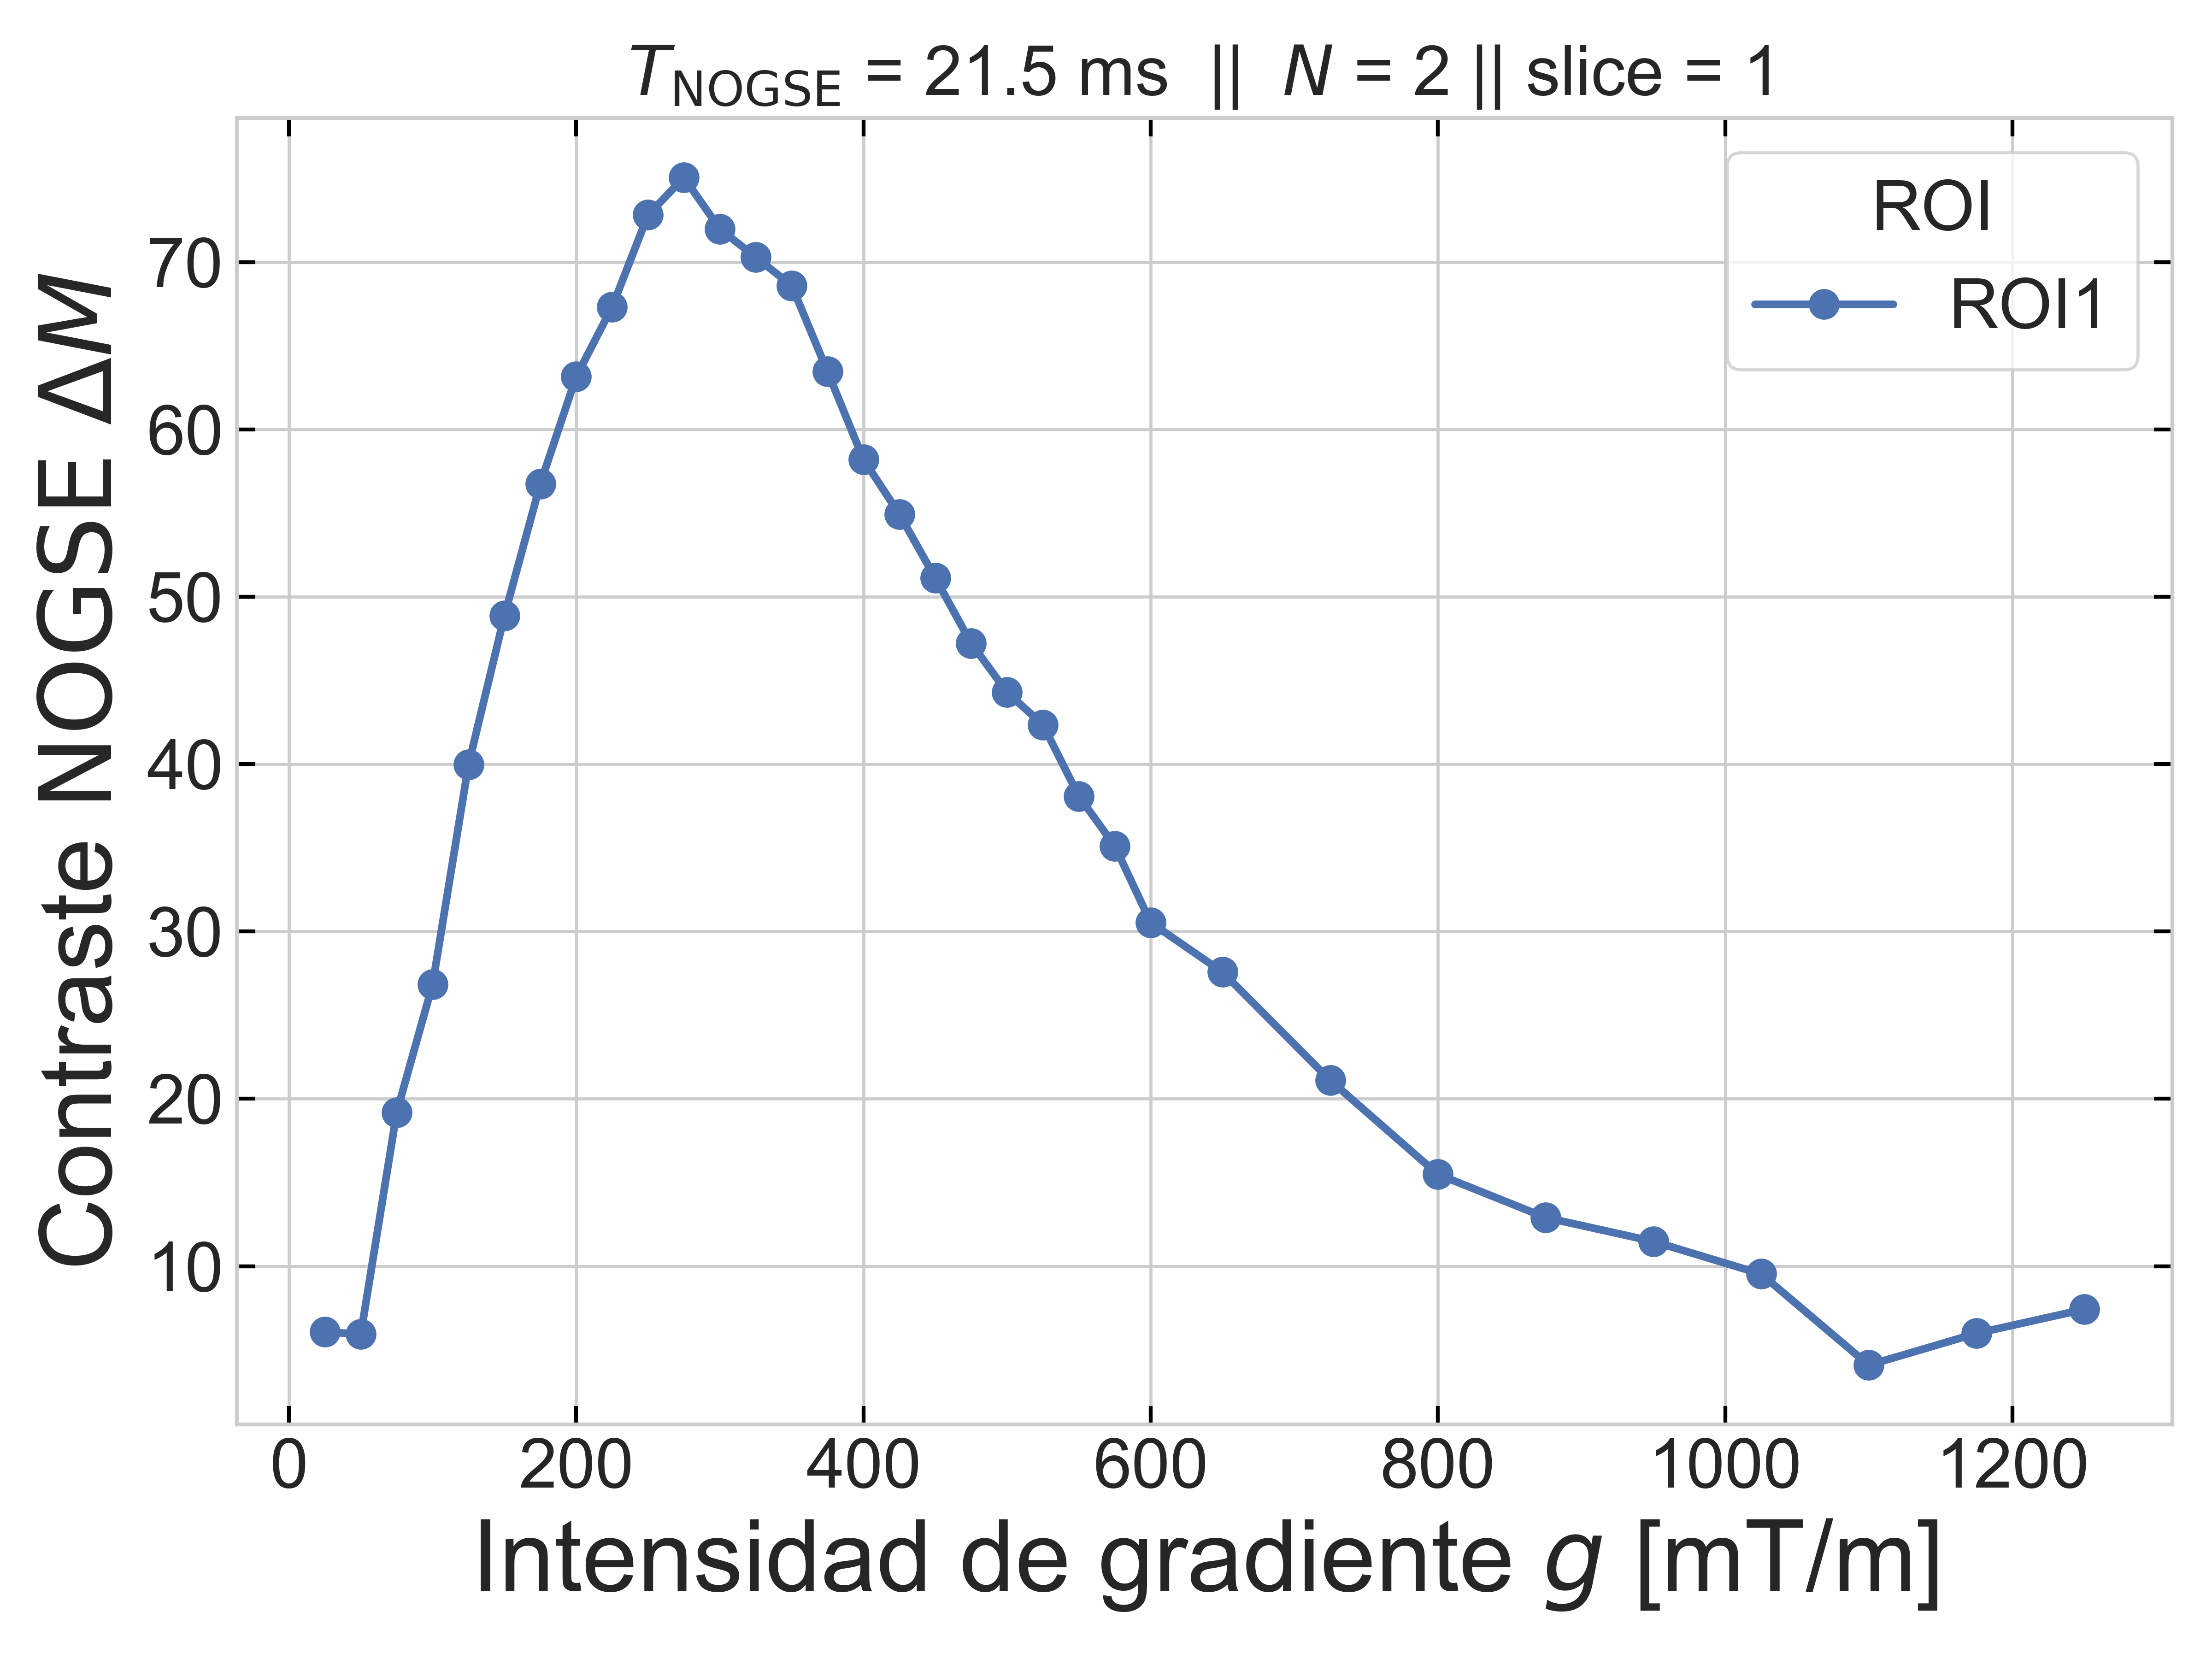 T_NOGSE = 21.5 ms || N = 2 || slice = 1
Contraste NOGSE ΔM
70
60
50
40
30
20
10
ROI
ROI1
0 200 400 600 800 1000 1200
Intensidad de gradiente g [mT/m]